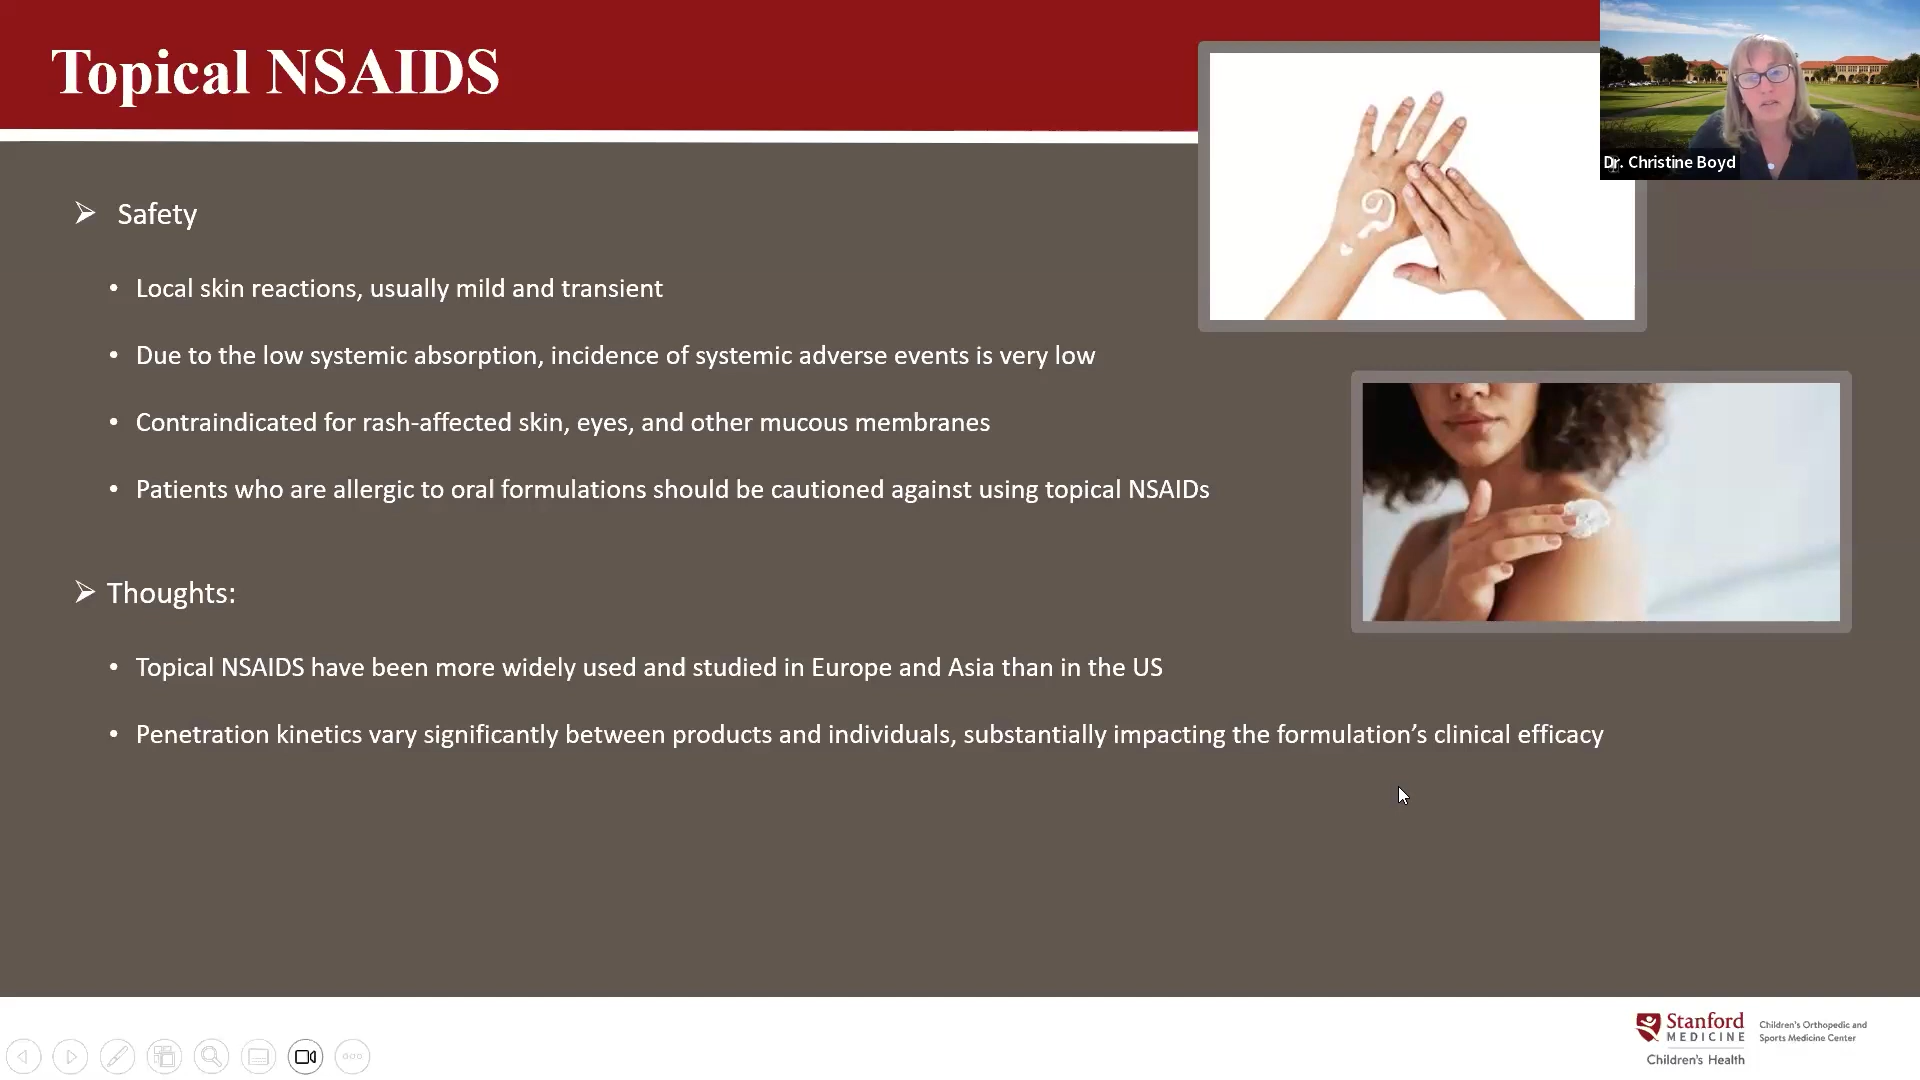 Topical NSAIDS
Dr. Christine Boyd
Safety
Local skin reactions, usually mild and transient
Due to the low systemic absorption, incidence of systemic adverse events is very low
Contraindicated for rash-affected skin, eyes, and other mucous membranes
Patients who are allergic to oral formulations should be cautioned against using topical NSAIDs
Thoughts:
Topical NSAIDS have been more widely used and studied in Europe and Asia than in the US
Penetration kinetics vary significantly between products and individuals, substantially impacting the formulation’s clinical efficacy
Stanford
MEDICINE
Children's Health
Children's Orthopedic and
Sports Medicine Center